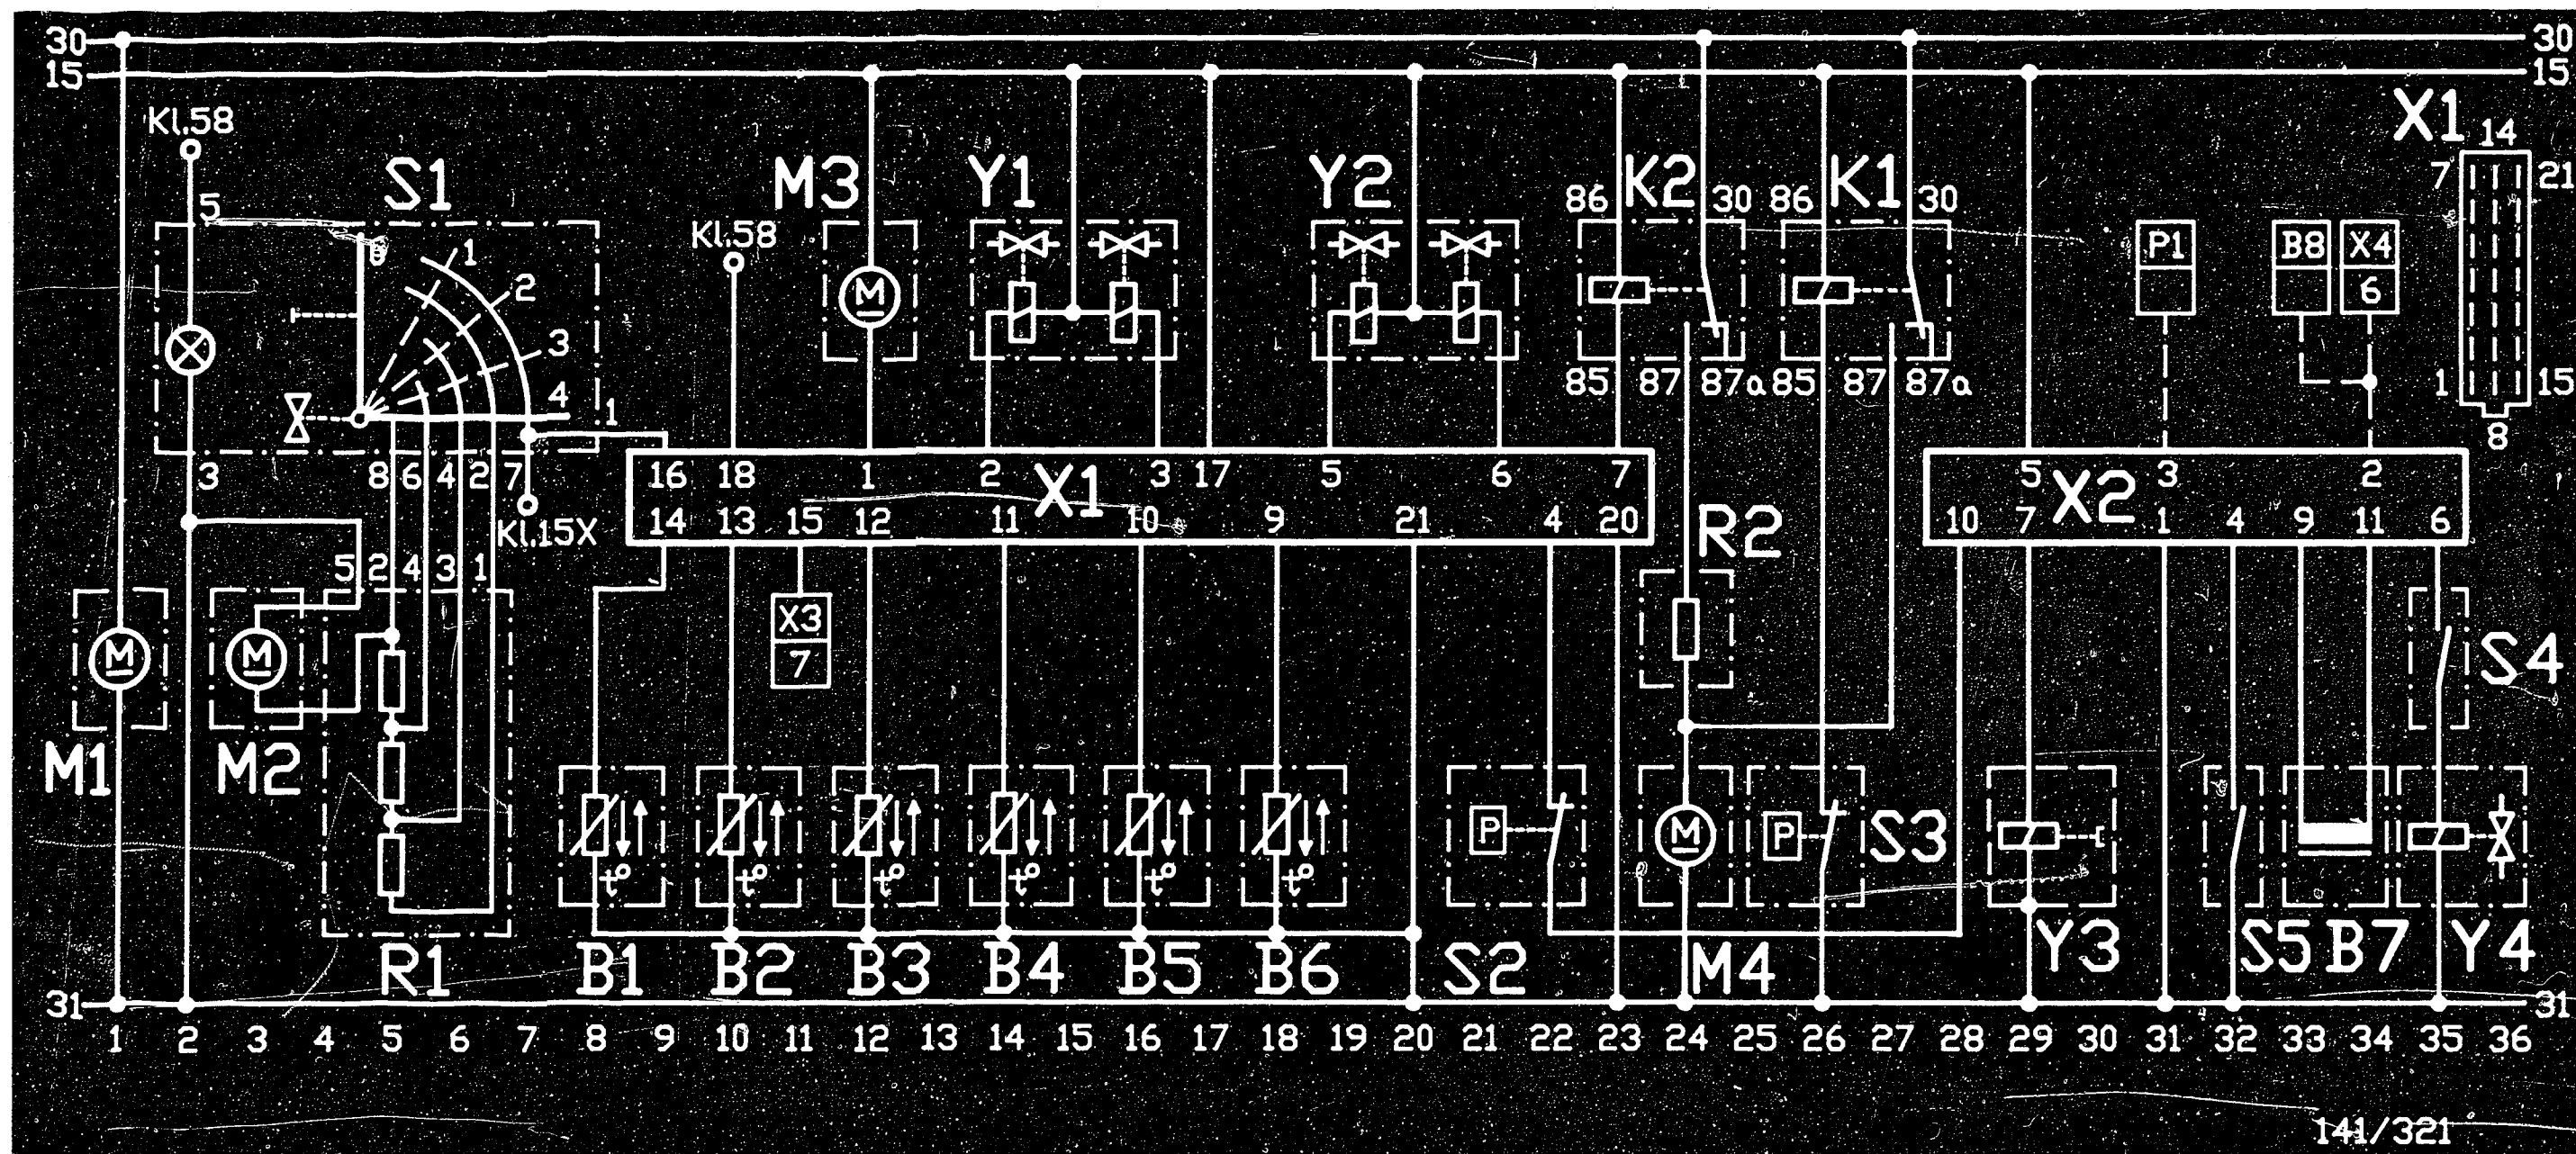 30 30
15 15
Kl.58 X1 14
5 S1 M3 Y1 Y2 86 K2 30 86 K1 30 7 21
Kl.58 P1 B8 X4
1 6
2 M
3
4 1 85 87 87a 85 87 87a 1 15
8
3 8 6 4 2 7 16 18 1 2 X1 3 17 5 6 7 5 X2 3 2
Kl.15X 14 13 15 12 11 10 9 21 4 20 10 7 1 4 9 11 6
5 2 4 3 1 R2
X3
7
M M S4
M1 M2
P M P S3
t° t° t° t° t° t°
R1 B1 B2 B3 B4 B5 B6 S2 M4 Y3 S5 B7 Y4
31 31
1 2 3 4 5 6 7 8 9 10 11 12 13 14 15 16 17 18 19 20 21 22 23 24 25 26 27 28 29 30 31 32 33 34 35 36
141/321